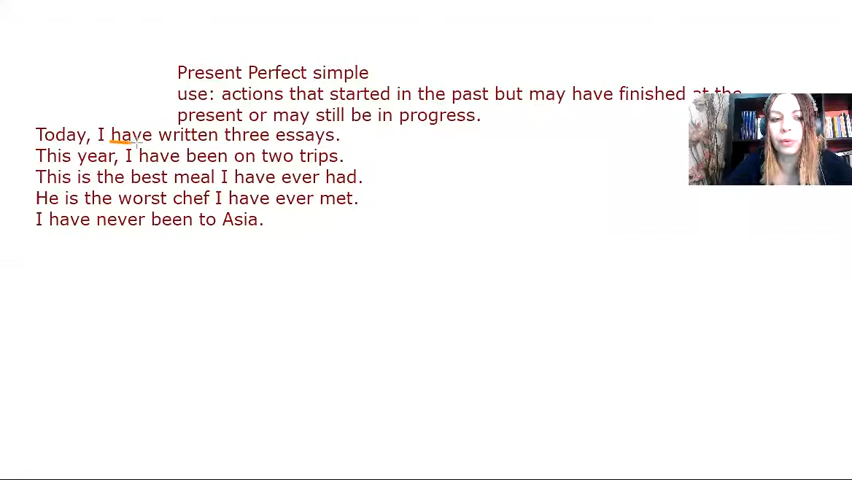 Present Perfect simple
use: actions that started in the past but may have finished at the
present or may still be in progress.
Today, I have written three essays.
This year, I have been on two trips.
This is the best meal I have ever had.
He is the worst chef I have ever met.
I have never been to Asia.